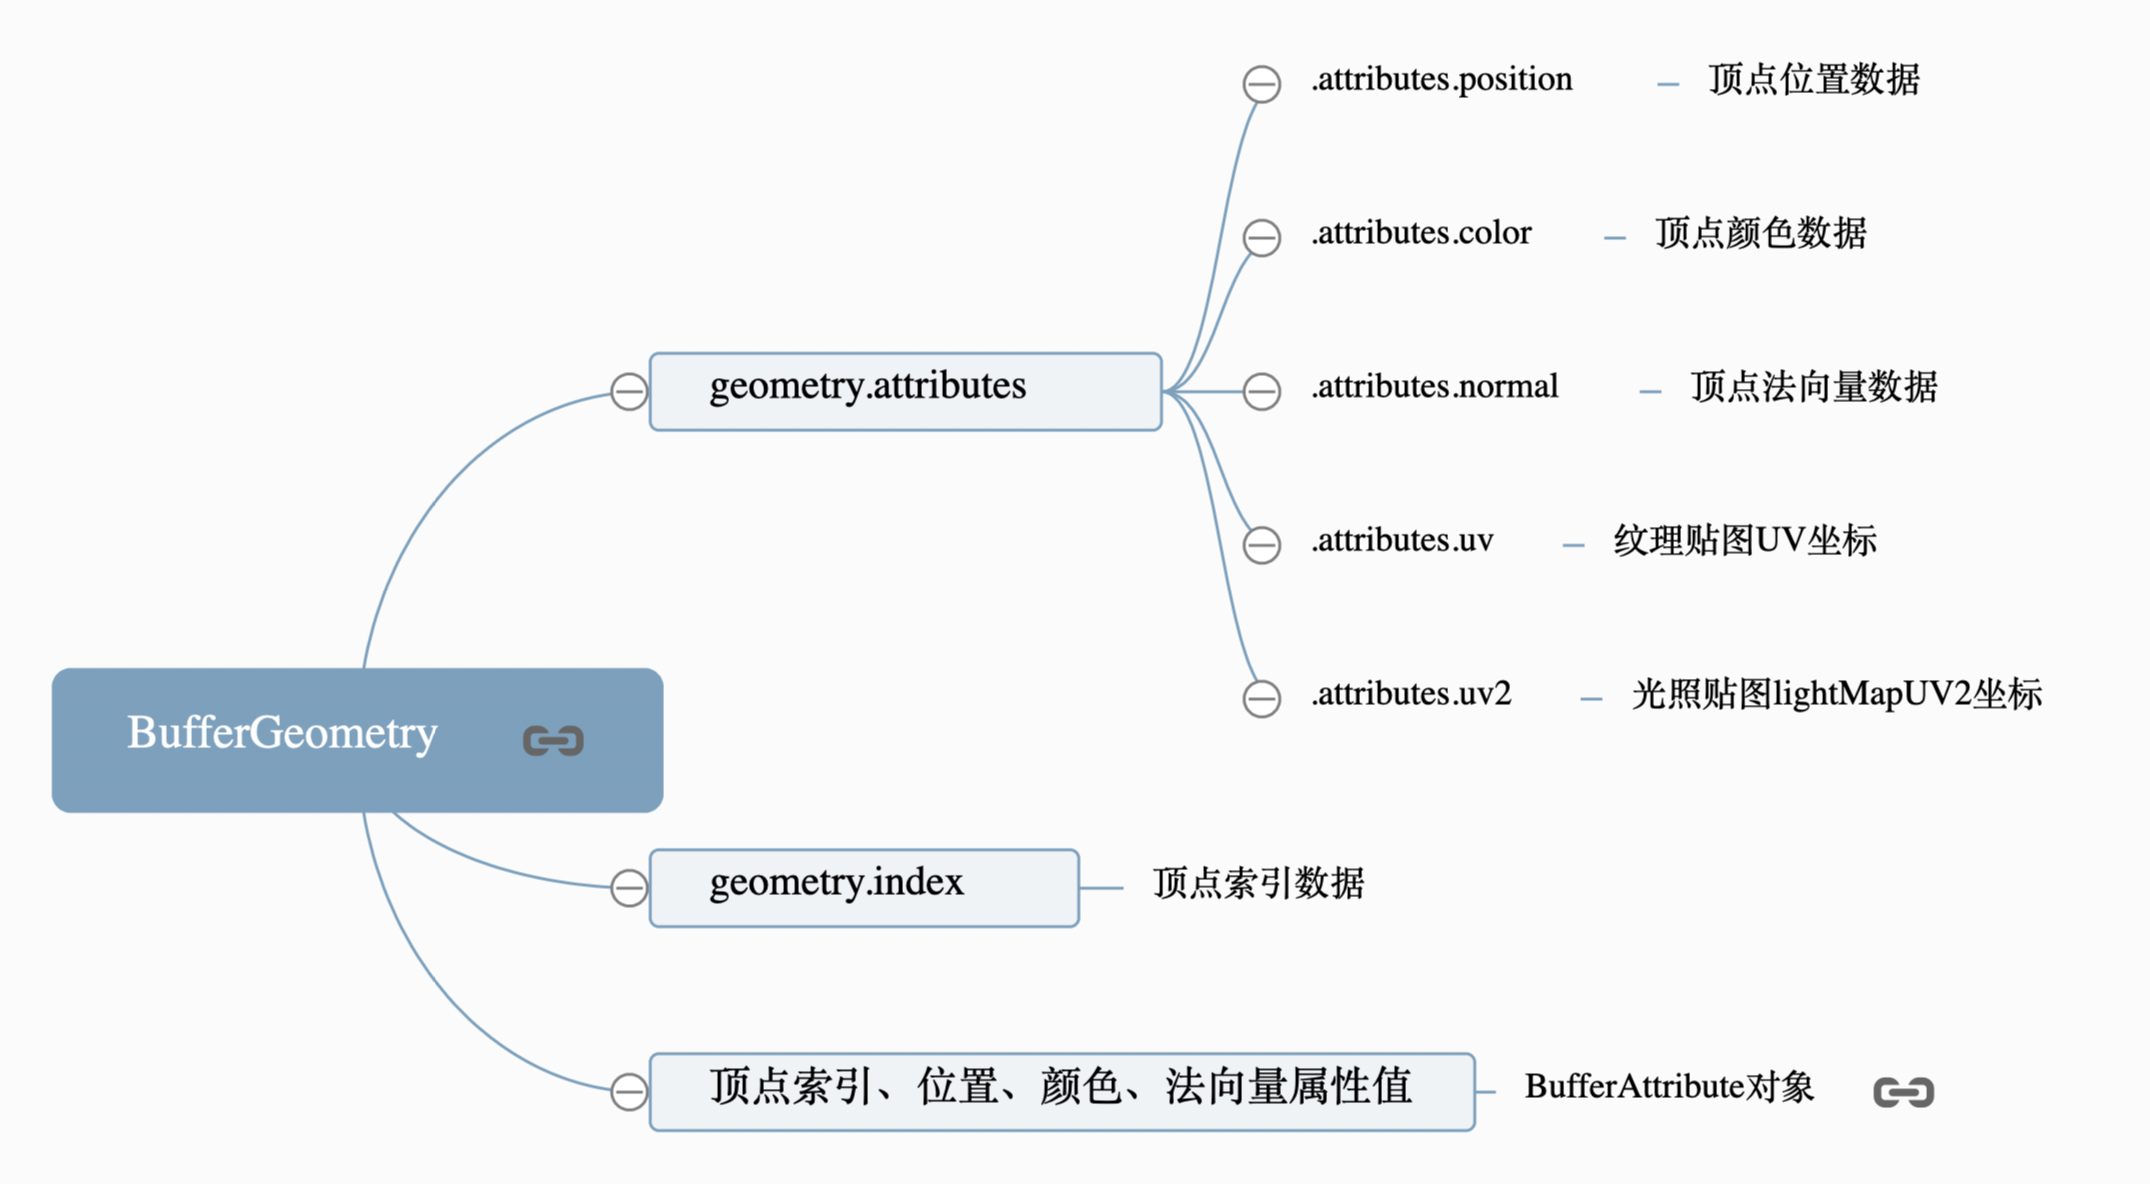 BufferGeometry
geometry.attributes
.attributes.position
顶点位置数据
.attributes.color
顶点颜色数据
.attributes.normal
顶点法向量数据
.attributes.uv
纹理贴图UV坐标
.attributes.uv2
光照贴图lightMapUV2坐标
geometry.index
顶点索引数据
顶点索引、位置、颜色、法向量属性值
BufferAttribute对象